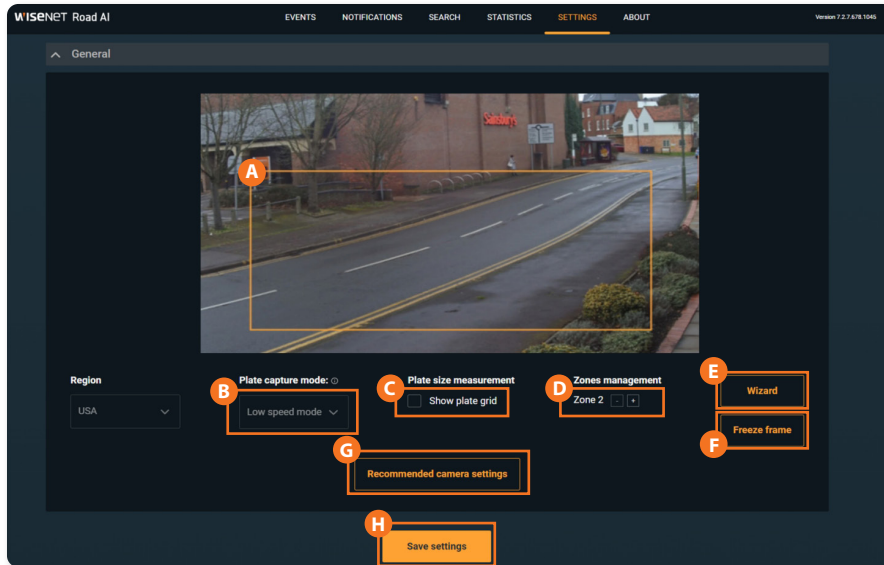 WISENET Road AI
EVENTS NOTIFICATIONS SEARCH STATISTICS SETTINGS ABOUT
Version 7.2.7.678.1045
General
Sainsbury's
A
Region
USA
B
Plate capture mode:
Low speed mode
C
Plate size measurement
Show plate grid
D
Zones management
Zone 2 - +
E
Wizard
F
Freeze frame
G
Recommended camera settings
H
Save settings